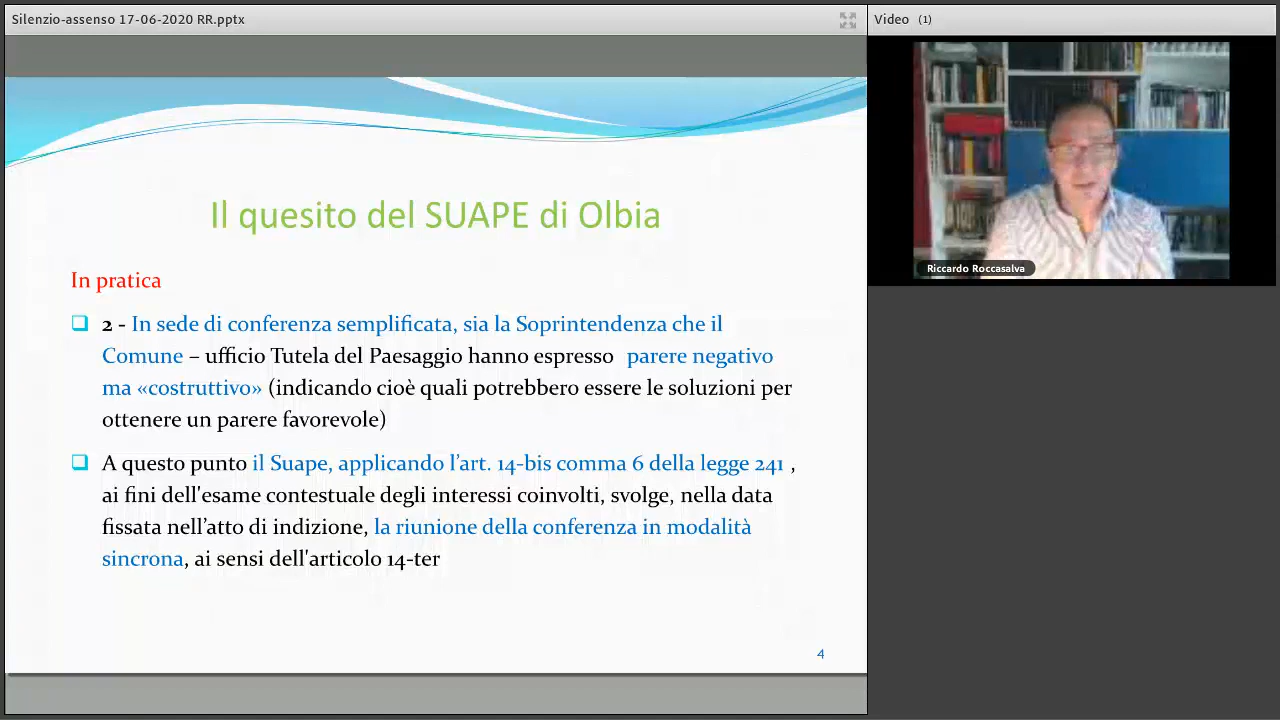 Silenzio-assenso 17-06-2020 RR.pptx
Video (1)
Riccardo Roccasalva
Il quesito del SUAPE di Olbia
In pratica
2 - In sede di conferenza semplificata, sia la Soprintendenza che il
Comune – ufficio Tutela del Paesaggio hanno espresso parere negativo
ma «costruttivo» (indicando cioè quali potrebbero essere le soluzioni per
ottenere un parere favorevole)
A questo punto il Suape, applicando l’art. 14-bis comma 6 della legge 241 ,
ai fini dell'esame contestuale degli interessi coinvolti, svolge, nella data
fissata nell’atto di indizione, la riunione della conferenza in modalità
sincrona, ai sensi dell'articolo 14-ter
4